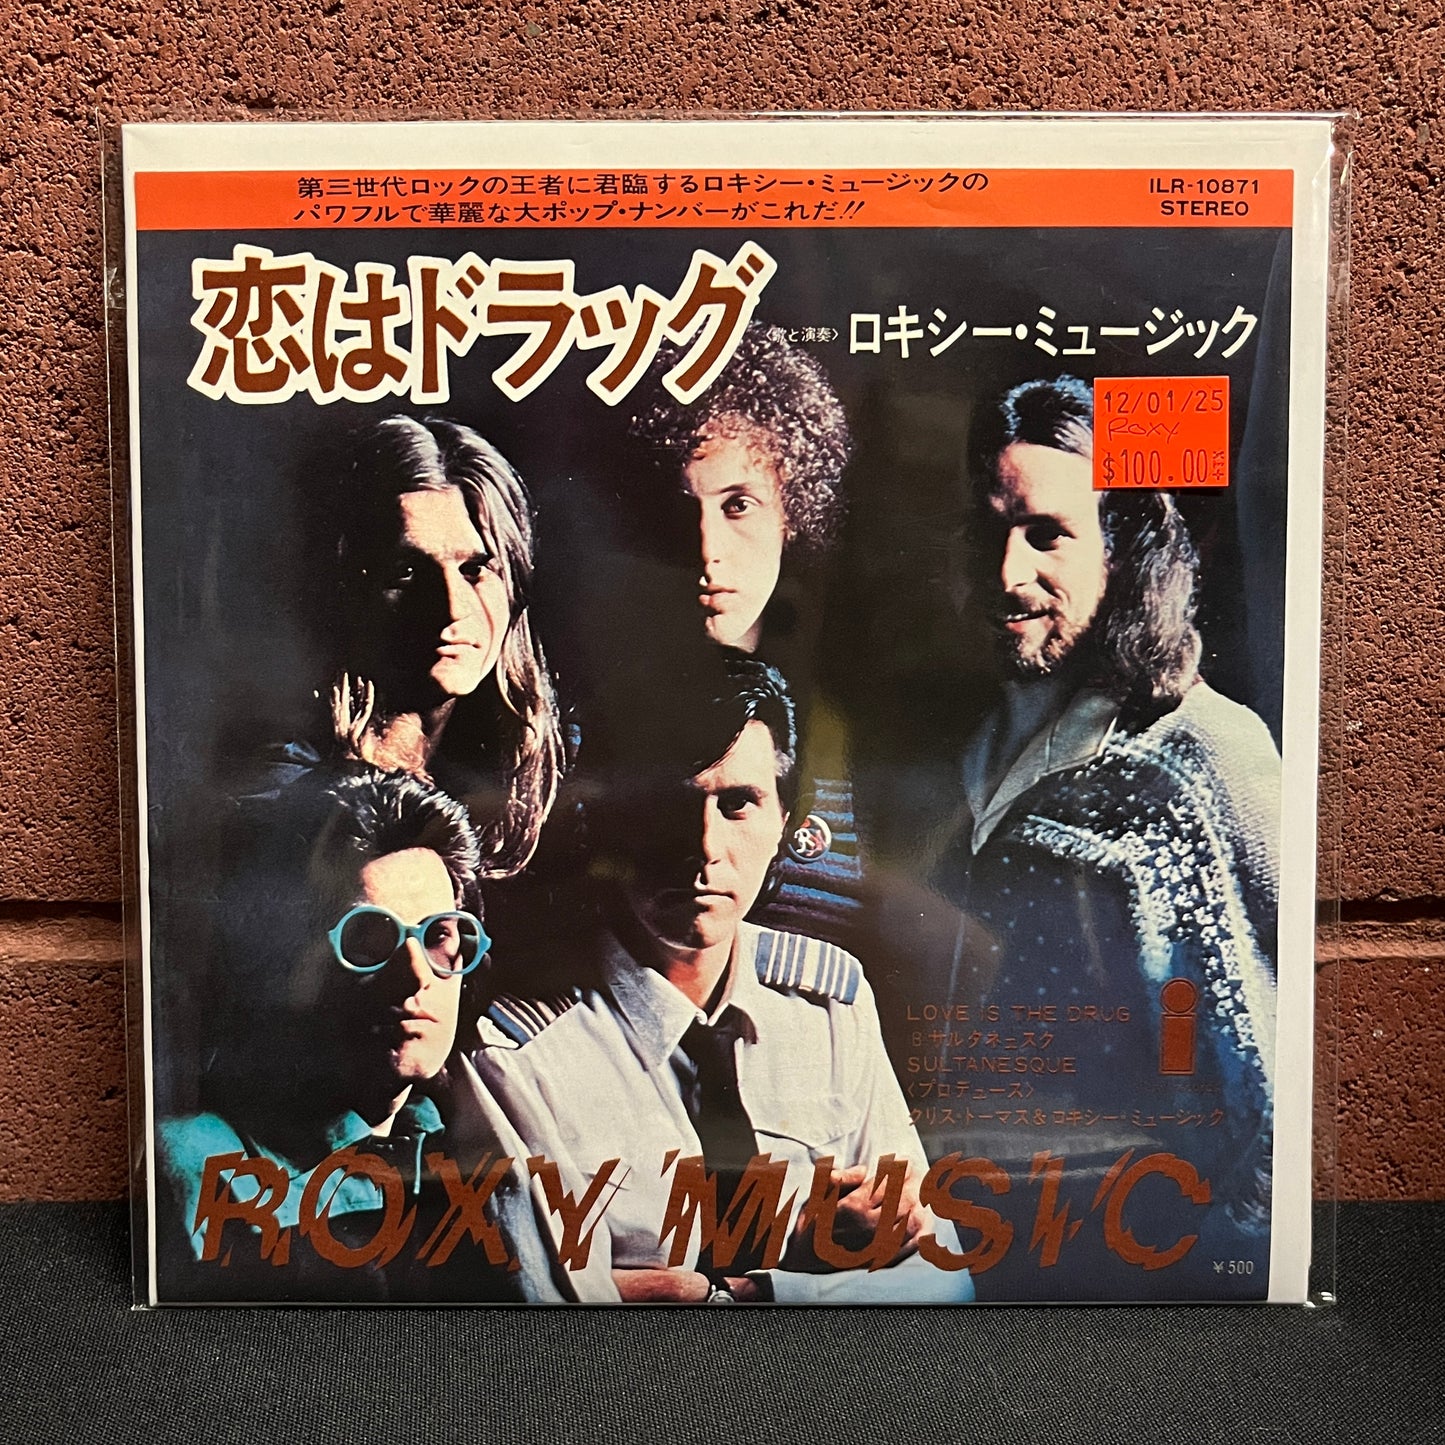 第三世代ロックの王者に君臨するロキシー・ミュージックの
パワフルで華麗な大ポップ・ナンバーがこれだ!!
ILR-10871
STEREO
恋はドラッグ
〈歌と演奏〉
ロキシー・ミュージック
12/01/25
Roxy
$100.00
LOVE IS THE DRUG
B サルタネスク
SULTANESQUE
〈プロデュース〉
クリス・トーマス&ロキシー・ミュージック
ROXY MUSIC
¥500